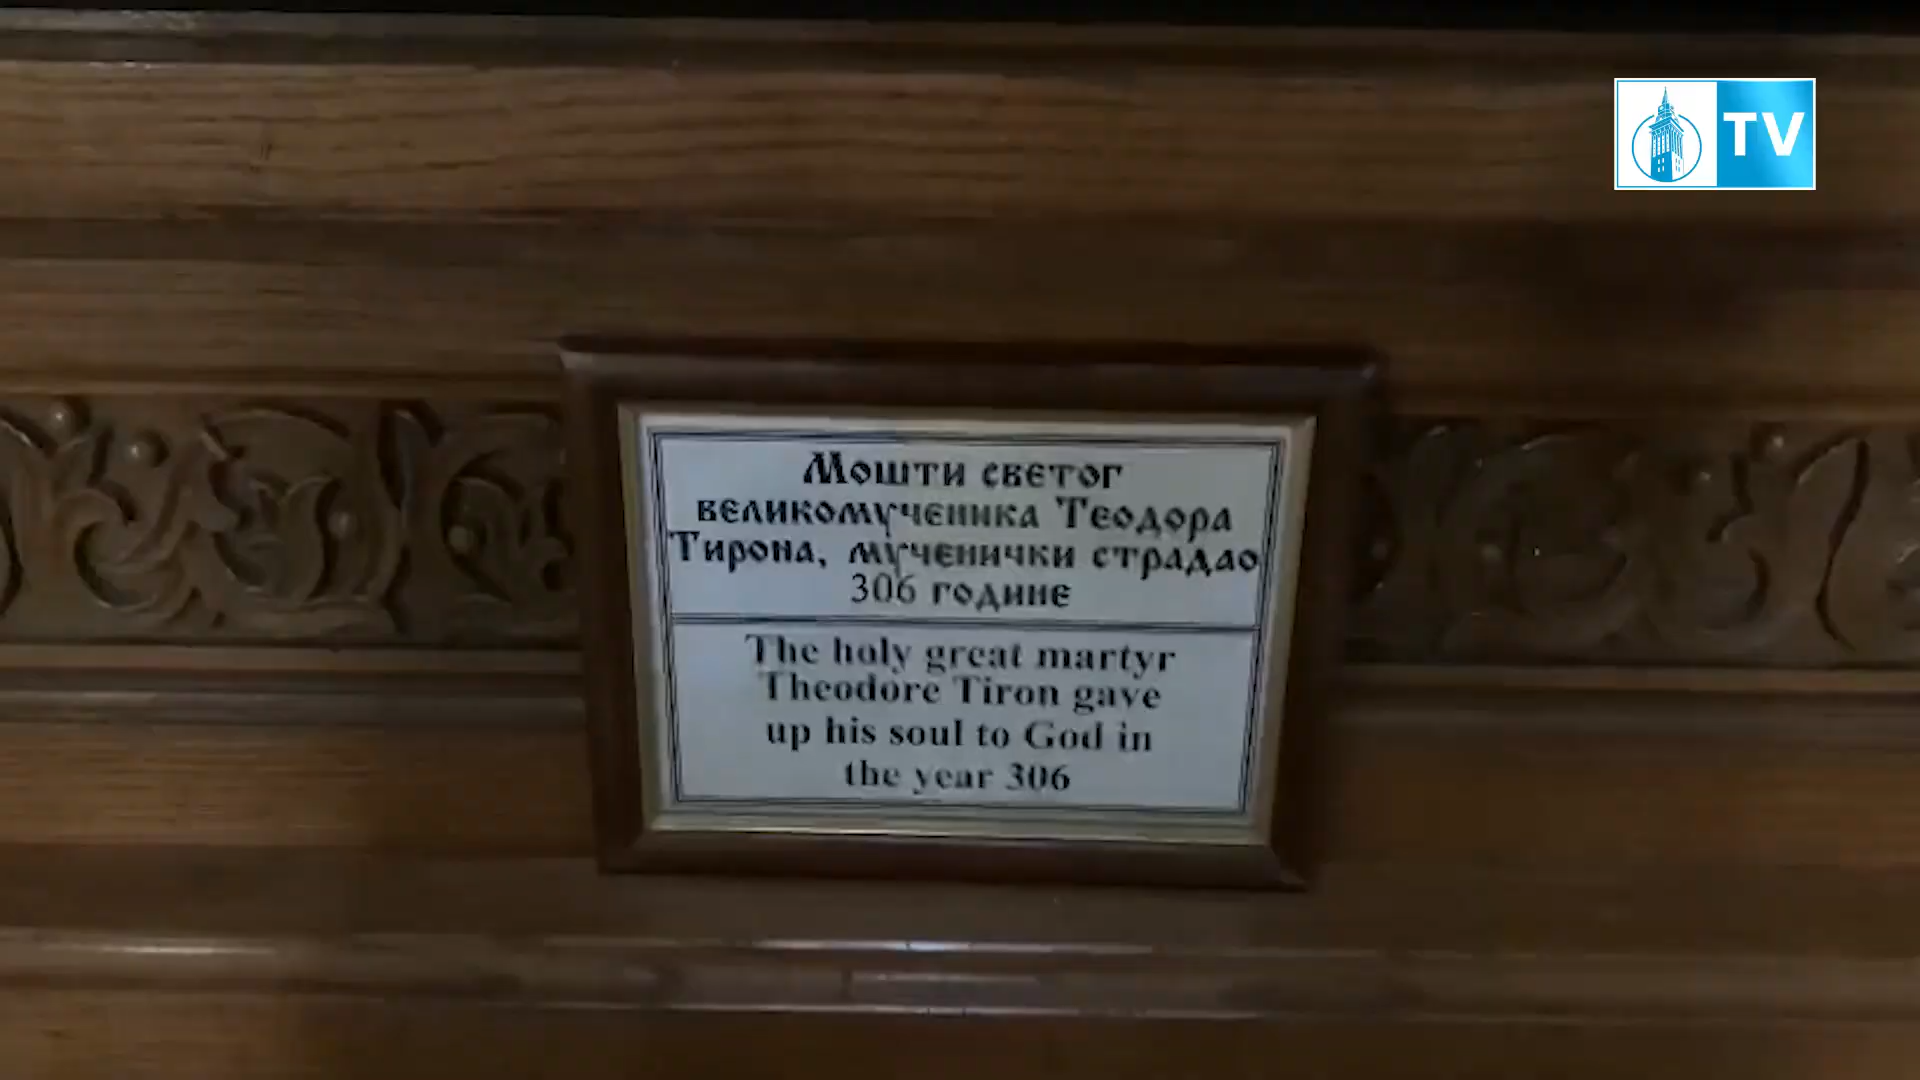 TV
Мошти светог
великомученика Теодора
Тирона, мученички страдао
306 године
The holy great martyr
Theodore Tiron gave
up his soul to God in
the year 306